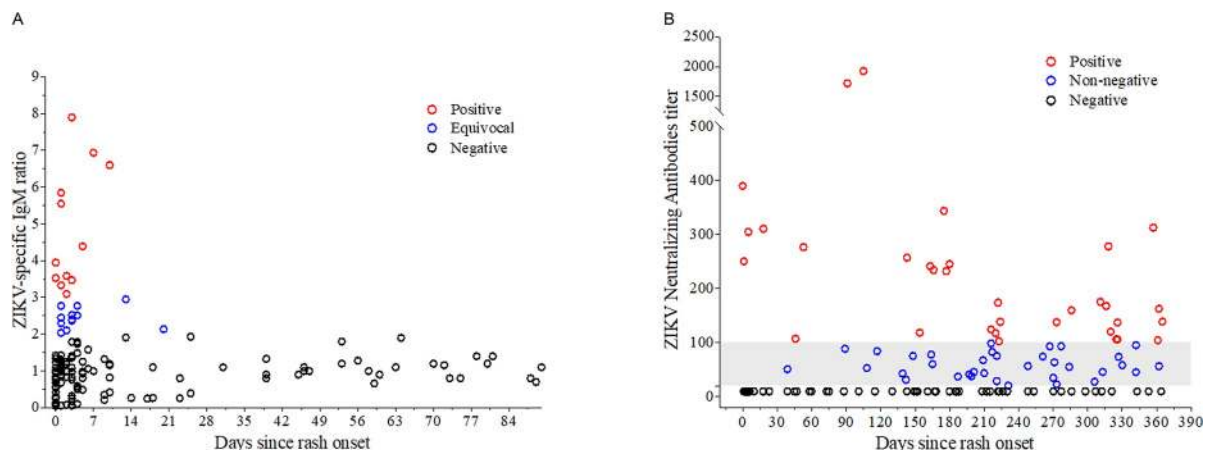 A
ZIKV-specific IgM ratio
9
8
7
6
5
4
3
2
1
0
Positive
Equivocal
Negative
0 7 14 21 28 35 42 49 56 63 70 77 84
Days since rash onset
B
ZIKV Neutralizing Antibodies titer
2500
2000
1500
500
400
300
200
100
0
Positive
Non-negative
Negative
0 30 60 90 120 150 180 210 240 270 300 330 360 390
Days since rash onset